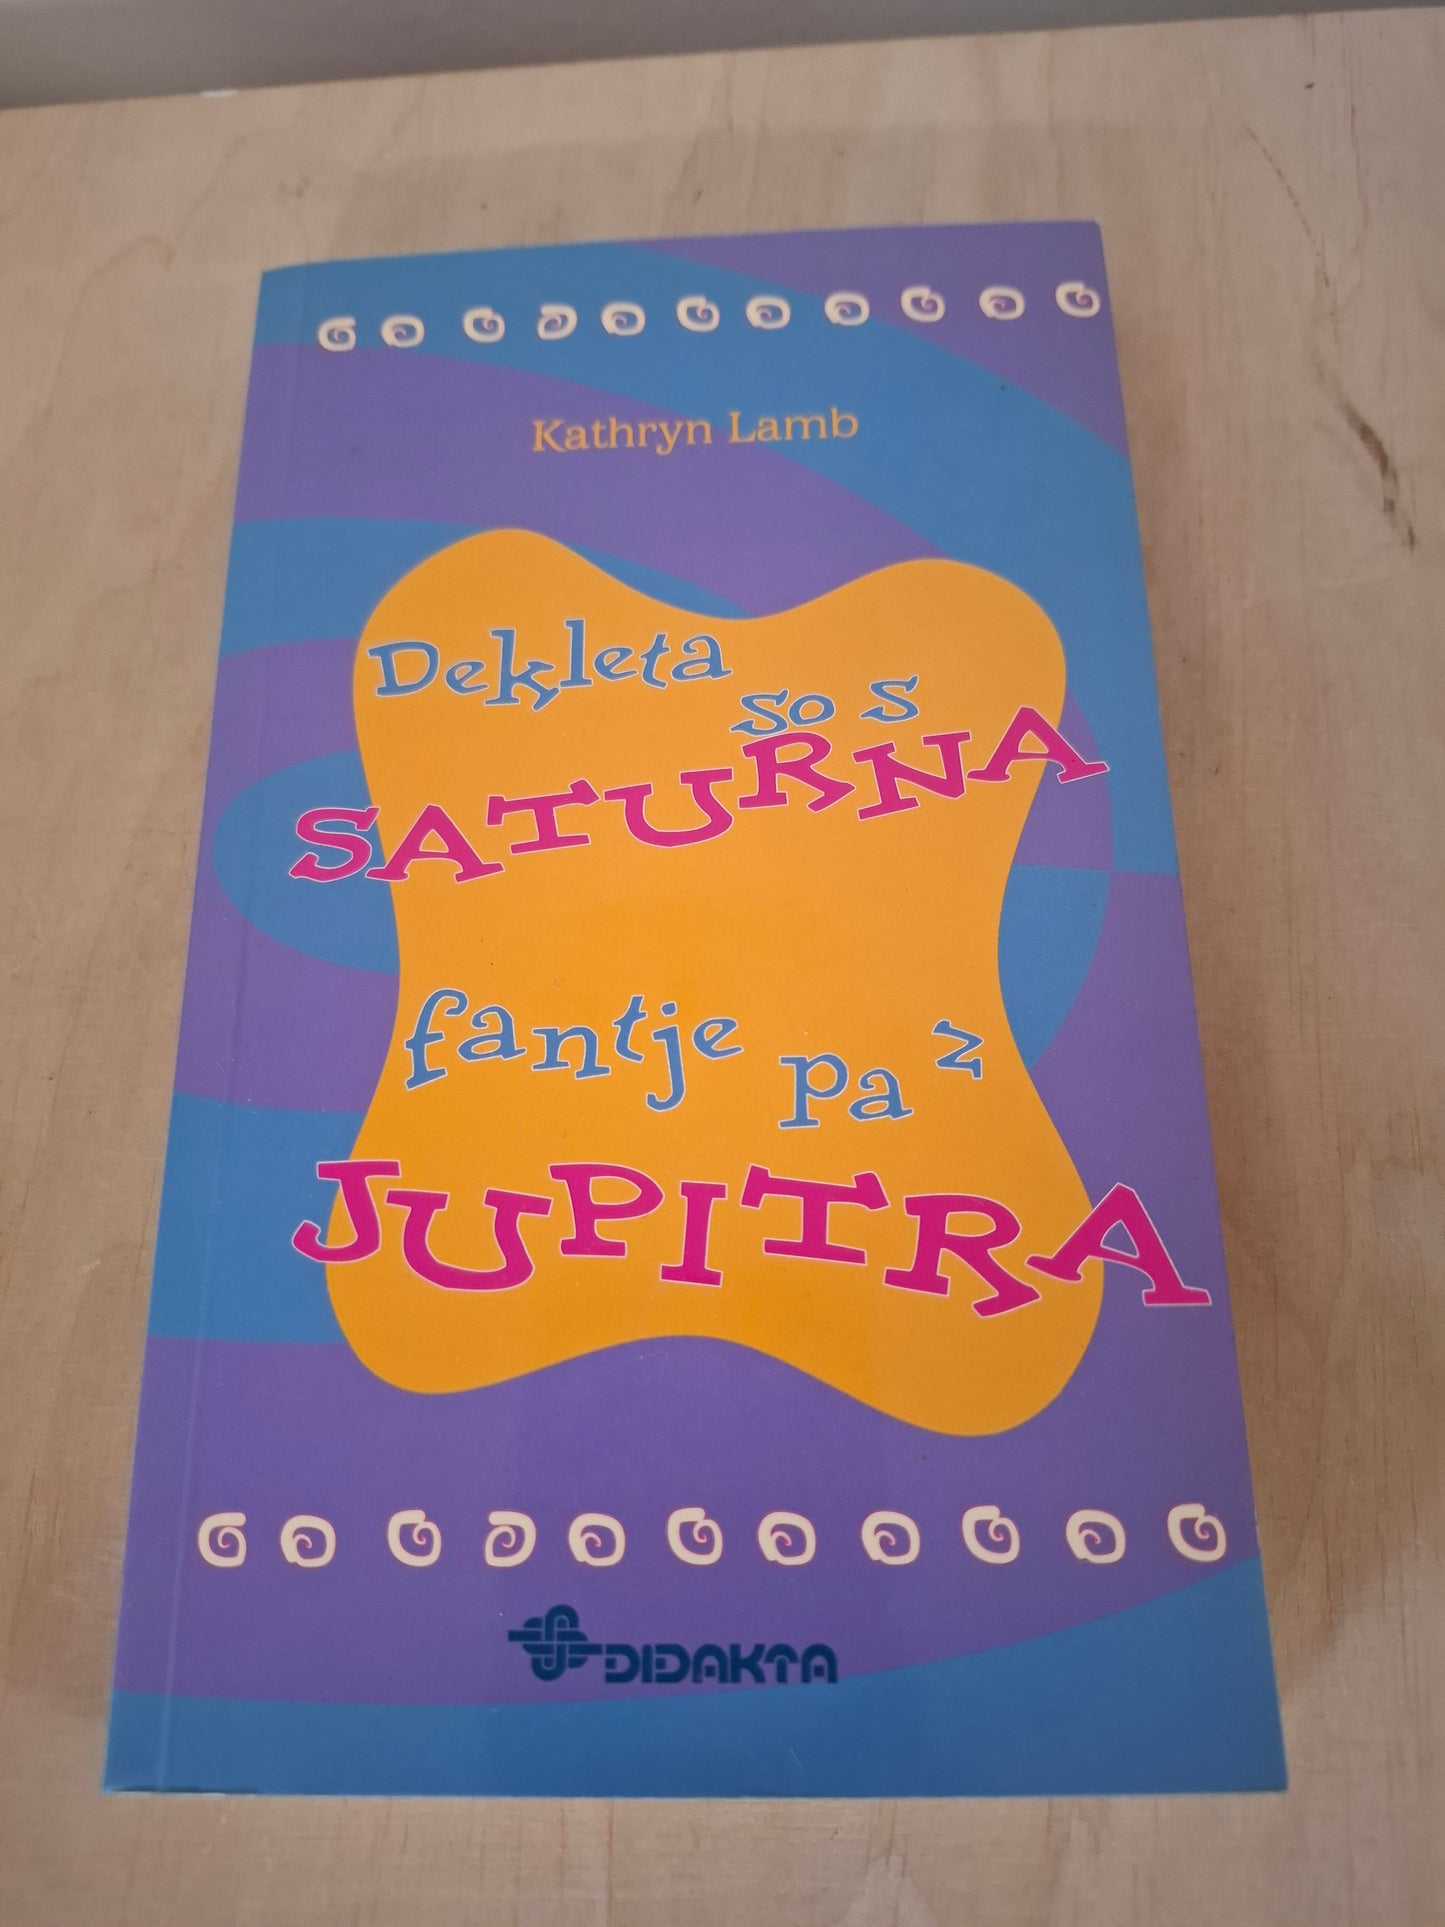 Kathryn Lamb
Dekleta
so s
SATURNA
fantje pa z
JUPITRA
DIDAKTA